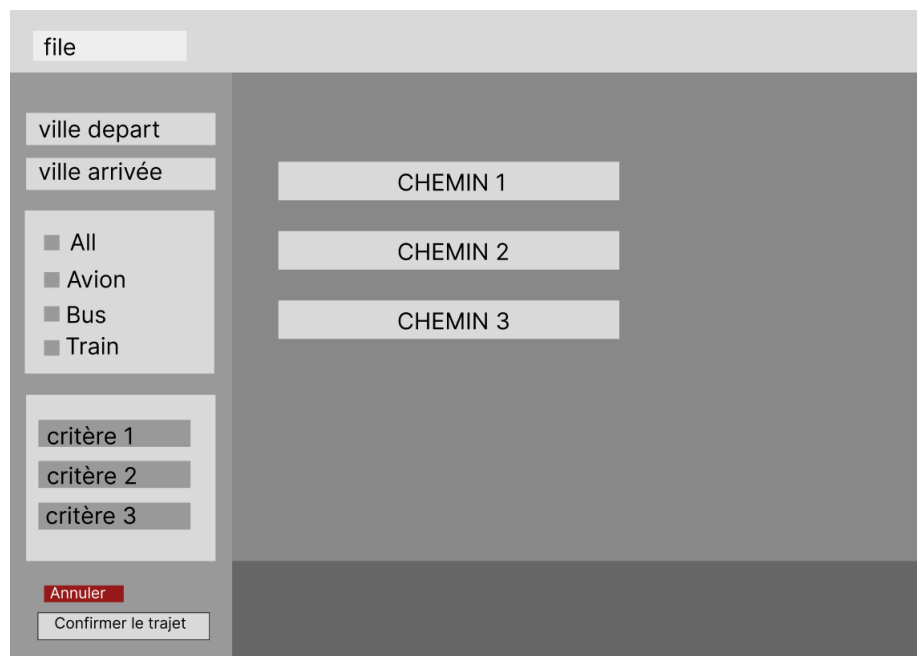 file
ville depart
ville arrivée
All
Avion
Bus
Train
critère 1
critère 2
critère 3
Annuler
Confirmer le trajet
CHEMIN 1
CHEMIN 2
CHEMIN 3